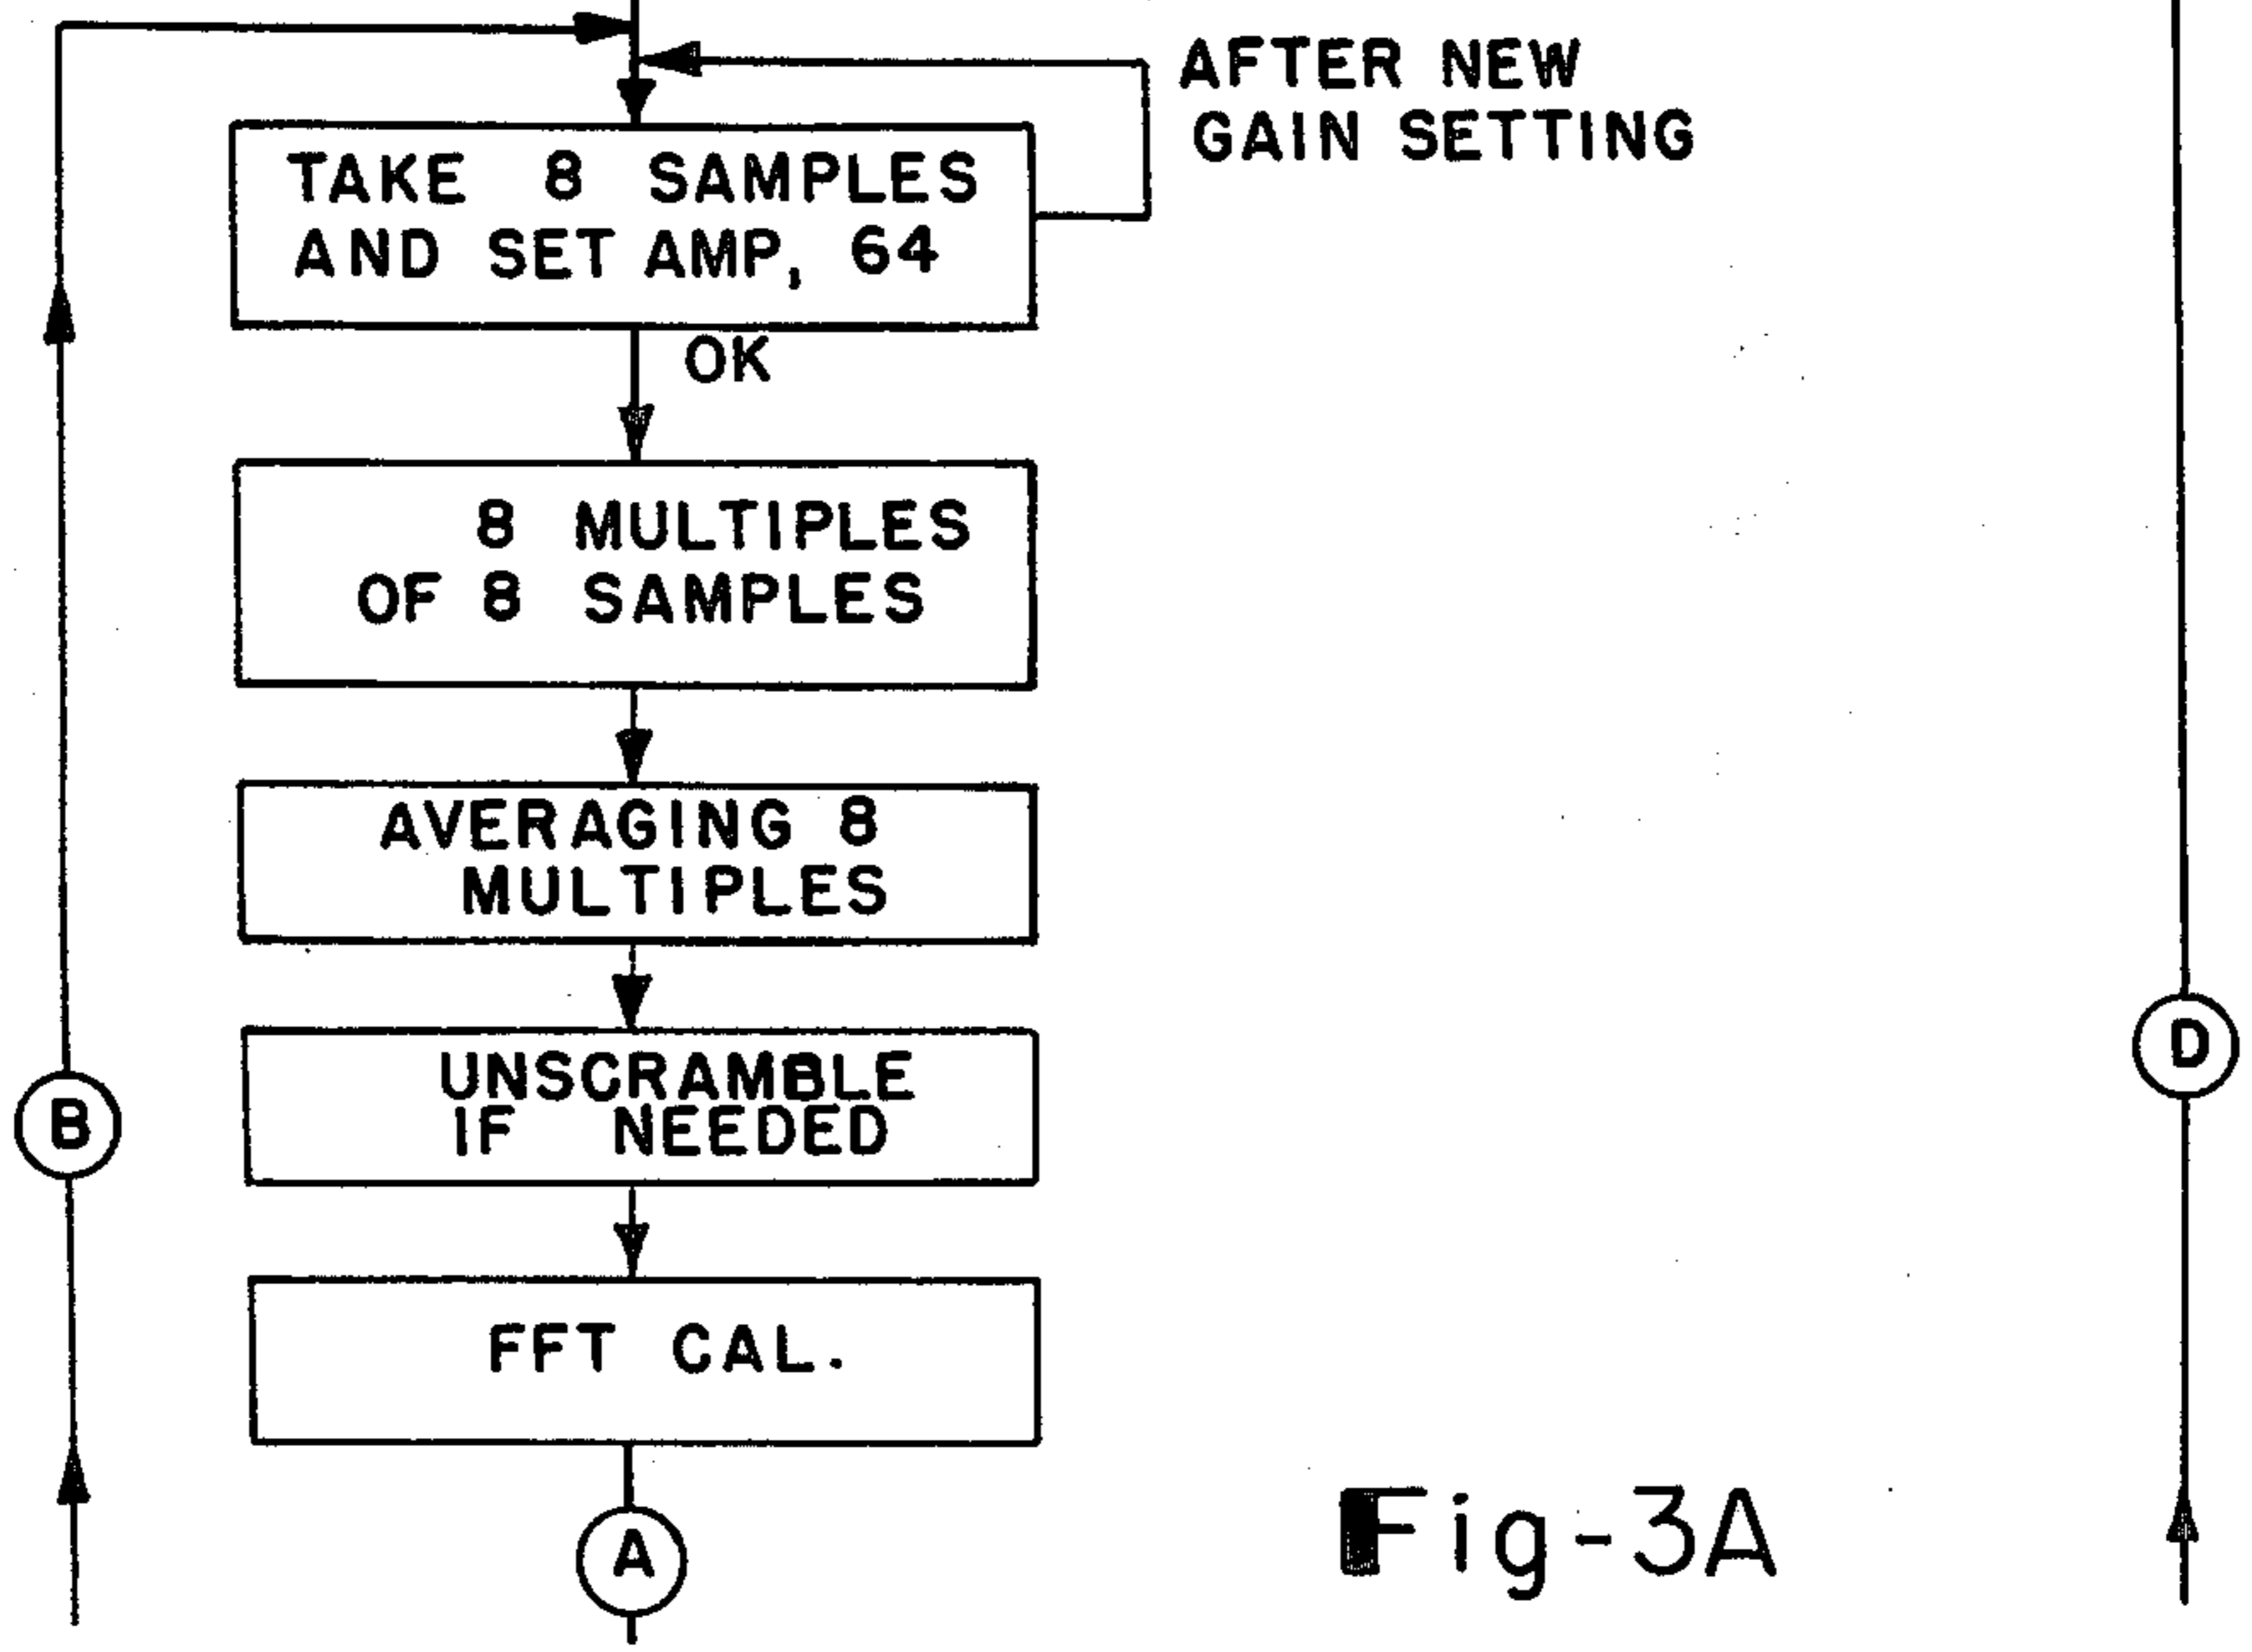 AFTER NEW
GAIN SETTING
TAKE 8 SAMPLES
AND SET AMP, 64
OK
8 MULTIPLES
OF 8 SAMPLES
AVERAGING 8
MULTIPLES
UNSCRAMBLE
IF NEEDED
FFT CAL.
B
D
A
Fig-3A